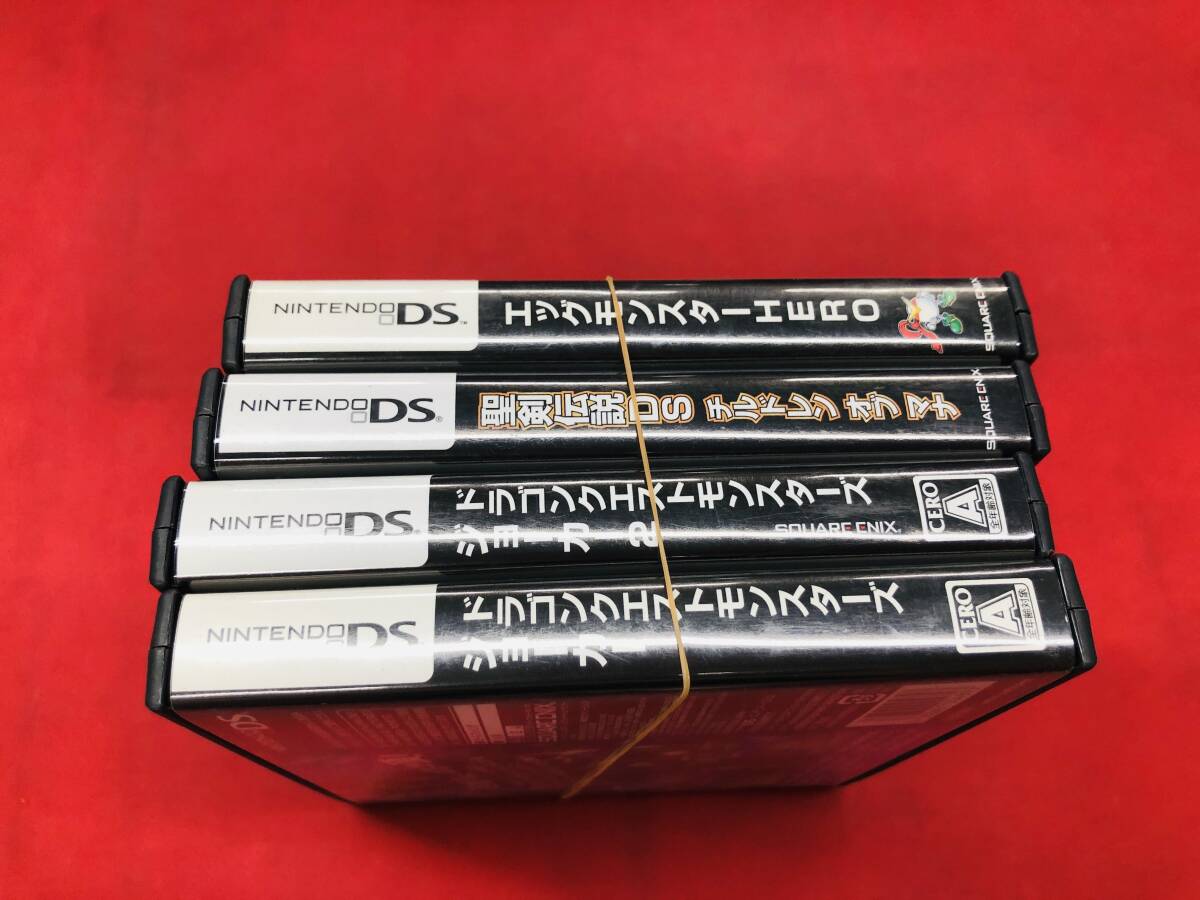 NINTENDO DS™
エッグモンスターHERO
SQUARE ENIX
NINTENDO DS®
聖剣伝説DS チルドレン オブ マナ
SQUARE ENIX
NINTENDO DS
ドラゴンクエストモンスターズ
ジョーカー2
SQUARE ENIX.
CERO
A
全年齢対象
NINTENDO DS
ドラゴンクエストモンスターズ
ジョーカー
CERO
A
全年齢対象